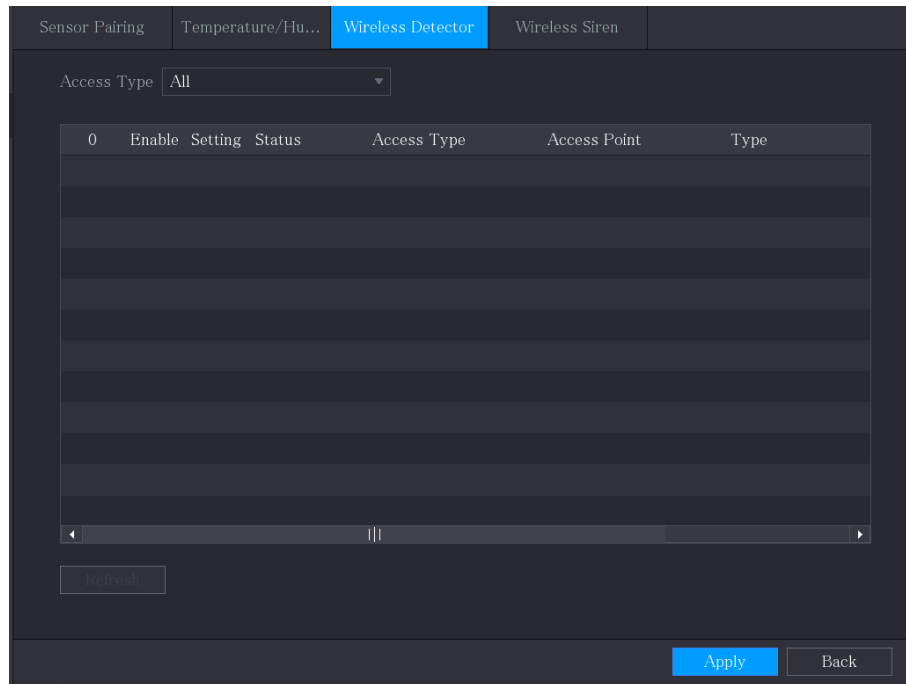 Sensor Pairing Temperature/Hu... Wireless Detector Wireless Siren
Access Type All
0 Enable Setting Status Access Type Access Point Type
Refresh
Apply Back